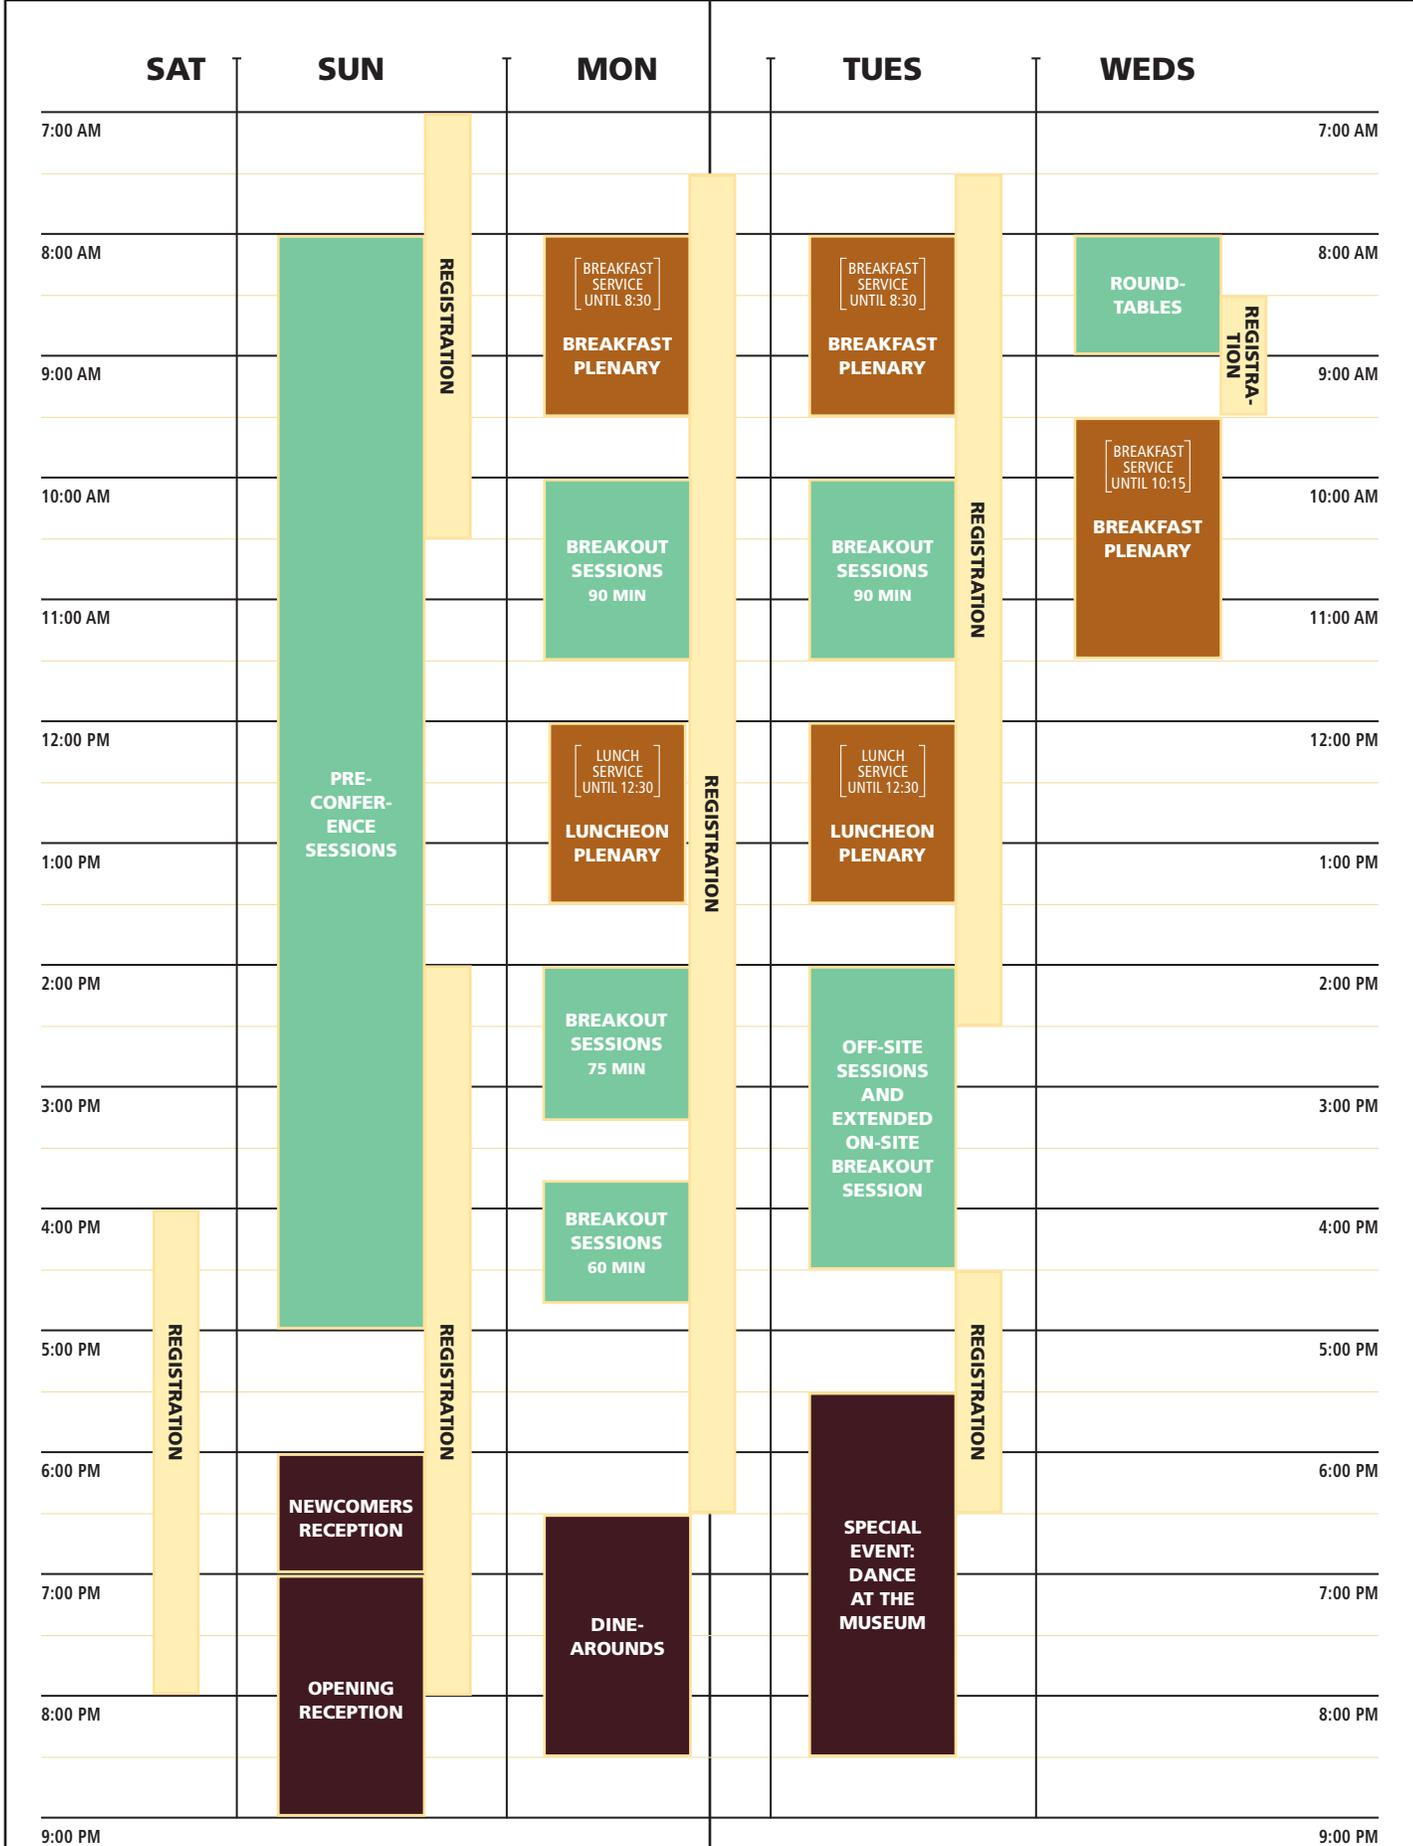 SAT SUN MON TUES WEDS
7:00 AM
7:00 AM
8:00 AM
8:00 AM
9:00 AM
9:00 AM
10:00 AM
10:00 AM
11:00 AM
11:00 AM
12:00 PM
12:00 PM
1:00 PM
1:00 PM
2:00 PM
2:00 PM
3:00 PM
3:00 PM
4:00 PM
4:00 PM
5:00 PM
5:00 PM
6:00 PM
6:00 PM
7:00 PM
7:00 PM
8:00 PM
8:00 PM
9:00 PM
9:00 PM
REGISTRATION
PRE-
CONFER-
ENCE
SESSIONS
NEWCOMERS
RECEPTION
OPENING
RECEPTION
REGISTRATION
REGISTRATION
BREAKFAST
SERVICE
UNTIL 8:30
BREAKFAST
PLENARY
BREAKOUT
SESSIONS
90 MIN
LUNCH
SERVICE
UNTIL 12:30
LUNCHEON
PLENARY
BREAKOUT
SESSIONS
75 MIN
BREAKOUT
SESSIONS
60 MIN
DINE-
AROUNDS
REGISTRATION
BREAKFAST
SERVICE
UNTIL 8:30
BREAKFAST
PLENARY
BREAKOUT
SESSIONS
90 MIN
LUNCH
SERVICE
UNTIL 12:30
LUNCHEON
PLENARY
OFF-SITE
SESSIONS
AND
EXTENDED
ON-SITE
BREAKOUT
SESSION
SPECIAL
EVENT:
DANCE
AT THE
MUSEUM
REGISTRATION
REGISTRATION
ROUND-
TABLES
REGISTRA-
TION
BREAKFAST
SERVICE
UNTIL 10:15
BREAKFAST
PLENARY